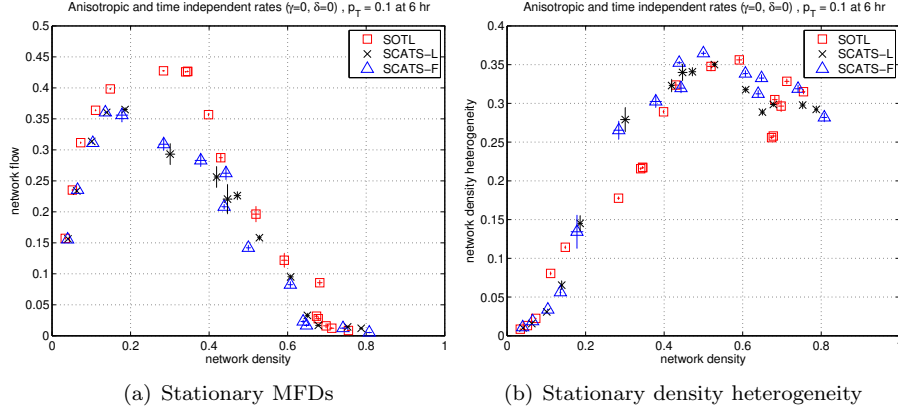 Anisotropic and time independent rates (γ=0, δ=0) , p_T = 0.1 at 6 hr
SOTL
SCATS−L
SCATS−F
network flow
0.5
0.45
0.4
0.35
0.3
0.25
0.2
0.15
0.1
0.05
0
0 0.2 0.4 0.6 0.8 1
network density
(a) Stationary MFDs
Anisotropic and time independent rates (γ=0, δ=0) , p_T = 0.1 at 6 hr
SOTL
SCATS−L
SCATS−F
network density heterogeneity
0.4
0.35
0.3
0.25
0.2
0.15
0.1
0.05
0
0 0.2 0.4 0.6 0.8 1
network density
(b) Stationary density heterogeneity